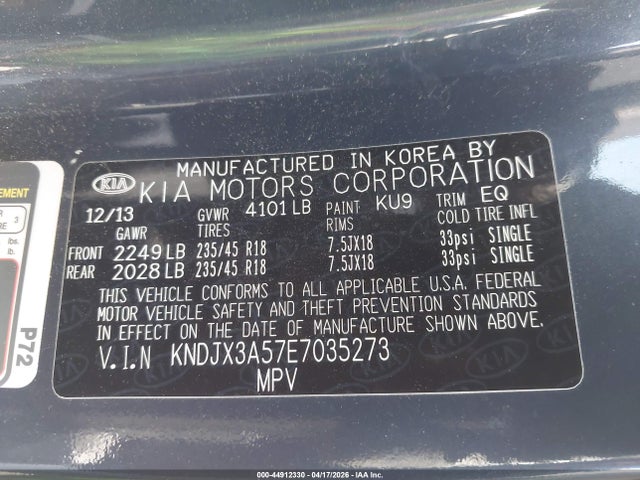 MANUFACTURED IN KOREA BY
KIA KIA MOTORS CORPORATION
12/13 GVWR 4101 LB PAINT KU9 TRIM EQ
GAWR TIRES RIMS COLD TIRE INFL
FRONT 2249 LB 235/45 R18 7.5JX18 33psi SINGLE
REAR 2028 LB 235/45 R18 7.5JX18 33psi SINGLE
THIS VEHICLE CONFORMS TO ALL APPLICABLE U.S.A. FEDERAL
MOTOR VEHICLE SAFETY AND THEFT PREVENTION STANDARDS
IN EFFECT ON THE DATE OF MANUFACTURE SHOWN ABOVE.
V.I.N KNDJX3A57E7035273
MPV
EMENT
R 3
lbs.
lb.
P72
000-44912330 - 04/17/2026 - IAA Inc.